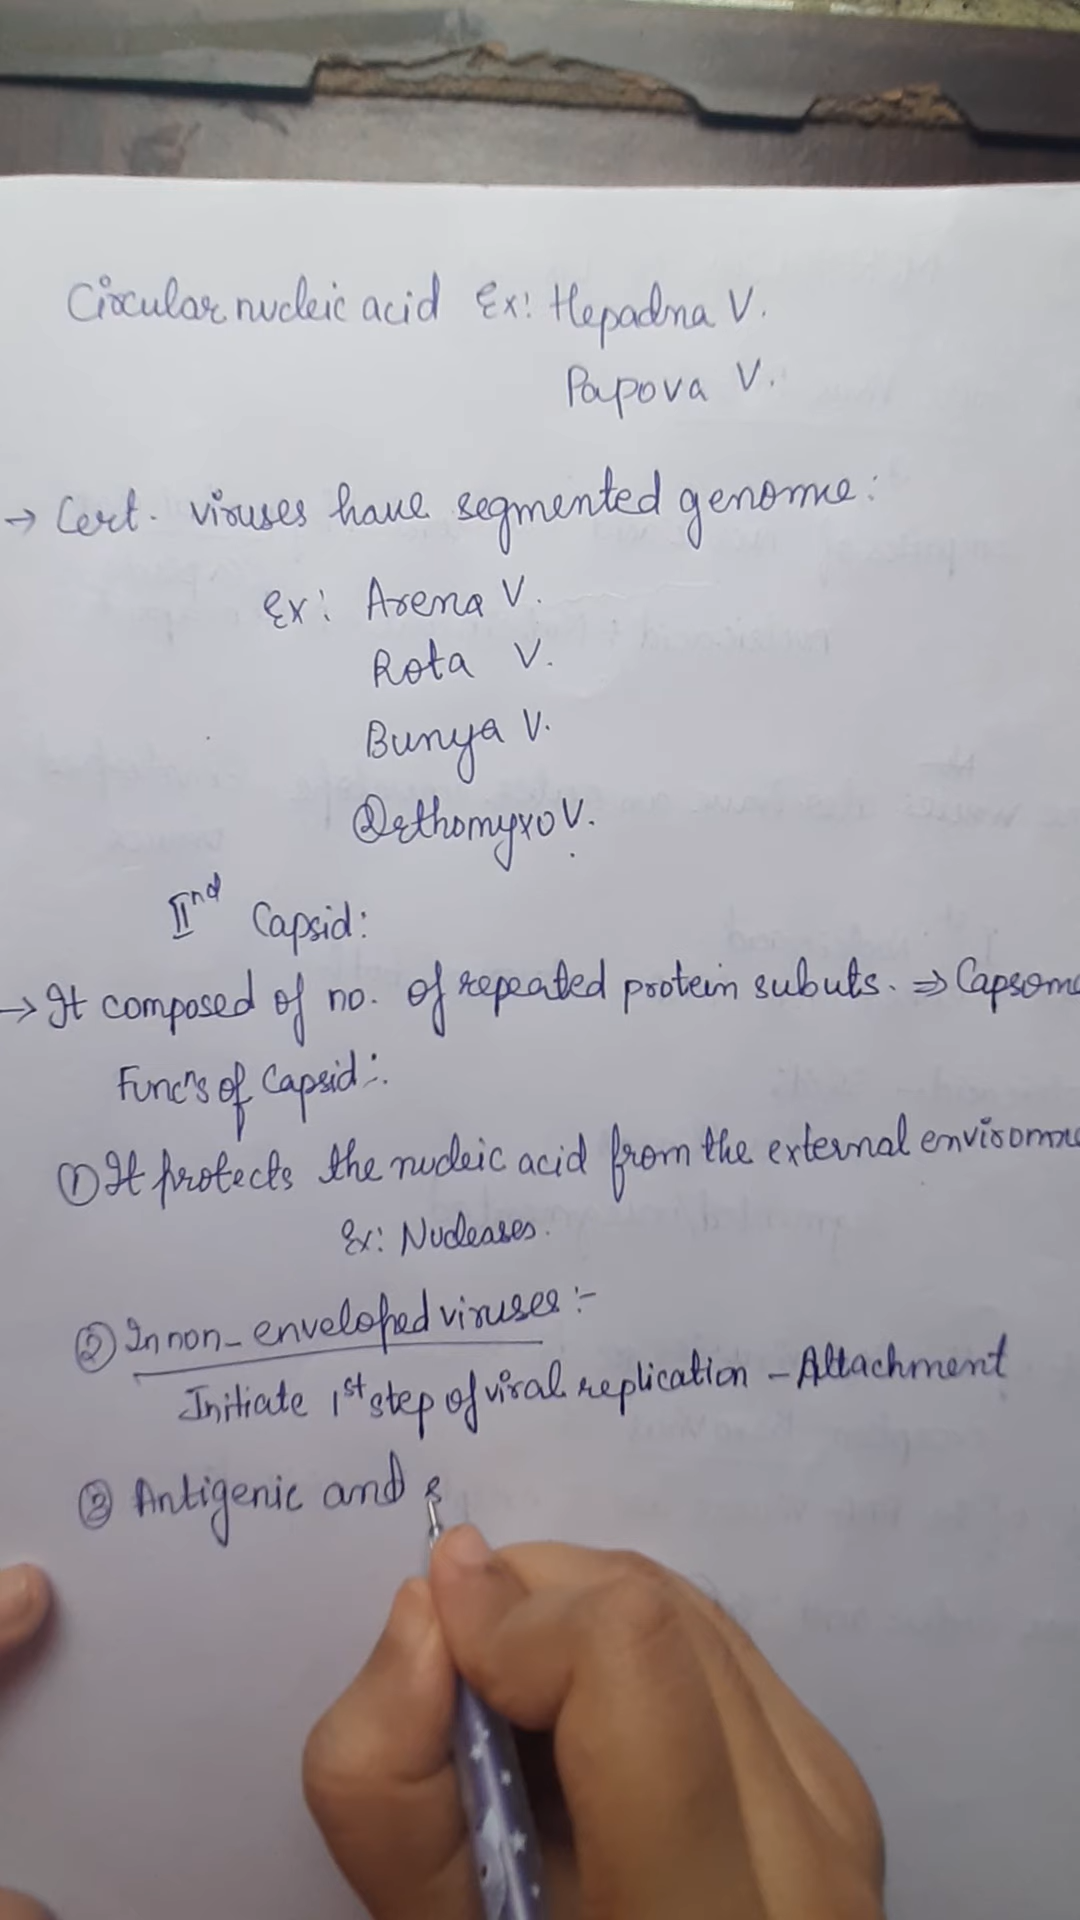 Circular nucleic acid Ex: Hepadna V.
Papova V.
→ Cert. viruses have segmented genome:
Ex: Arena V.
Rota V.
Bunya V.
Orthomyxo V.
IInd Capsid:
→ It composed of no. of repeated protein subuts. ⇒ Capsome
Func's of Capsid:-
① It protects the nucleic acid from the external environme
Ex: Nucleases.
② In non-enveloped viruses :-
Initiate 1st step of viral replication - Attachment
③ Antigenic and s